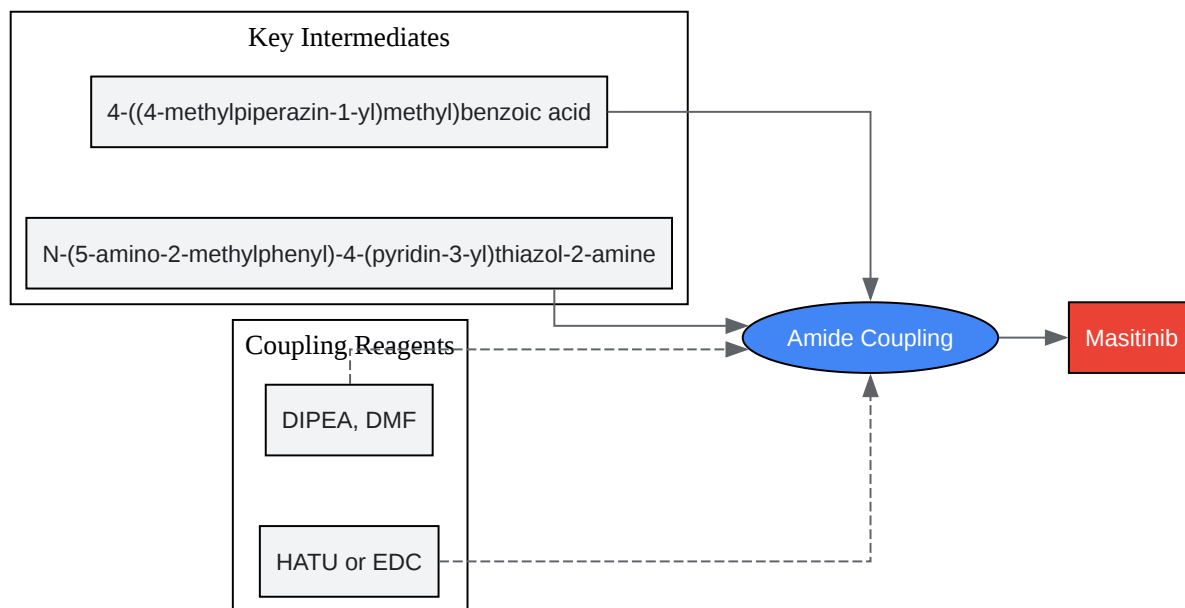 Key Intermediates
4-((4-methylpiperazin-1-yl)methyl)benzoic acid
N-(5-amino-2-methylphenyl)-4-(pyridin-3-yl)thiazol-2-amine
Coupling Reagents
DIPEA, DMF
HATU or EDC
Amide Coupling
Masitinib